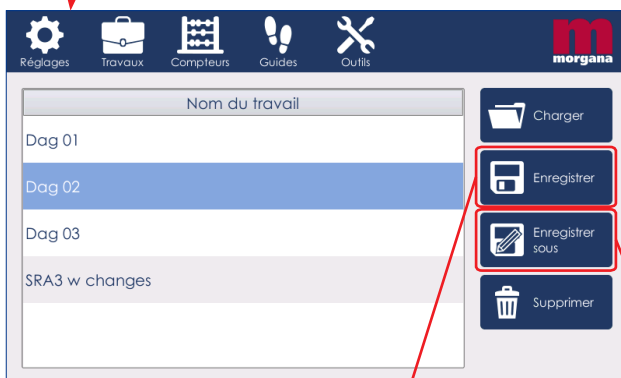 Réglages Travaux Compteurs Guides Outils morgana
Nom du travail
Dag 01
Dag 02
Dag 03
SRA3 w changes
Charger
Enregistrer
Enregistrer
sous
Supprimer